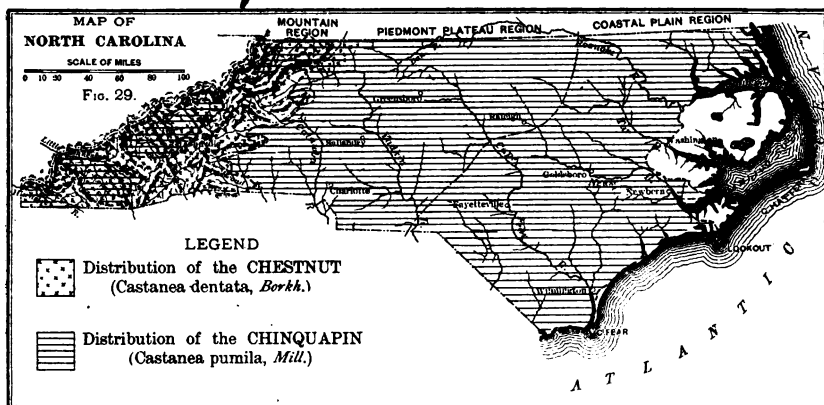 MAP OF
NORTH CAROLINA
SCALE OF MILES
0 10 20 40 60 80 100
FIG. 29.
MOUNTAIN
REGION
PIEDMONT PLATEAU REGION
COASTAL PLAIN REGION
Greensboro
Raleigh
Salisbury
Washington
Charlotte
Goldsboro
Newbern
Fayetteville
Wilmington
HATTERAS
LOOKOUT
C. FEAR
ATLANTIC
LEGEND
Distribution of the CHESTNUT
(Castanea dentata, Borkh.)
Distribution of the CHINQUAPIN
(Castanea pumila, Mill.)